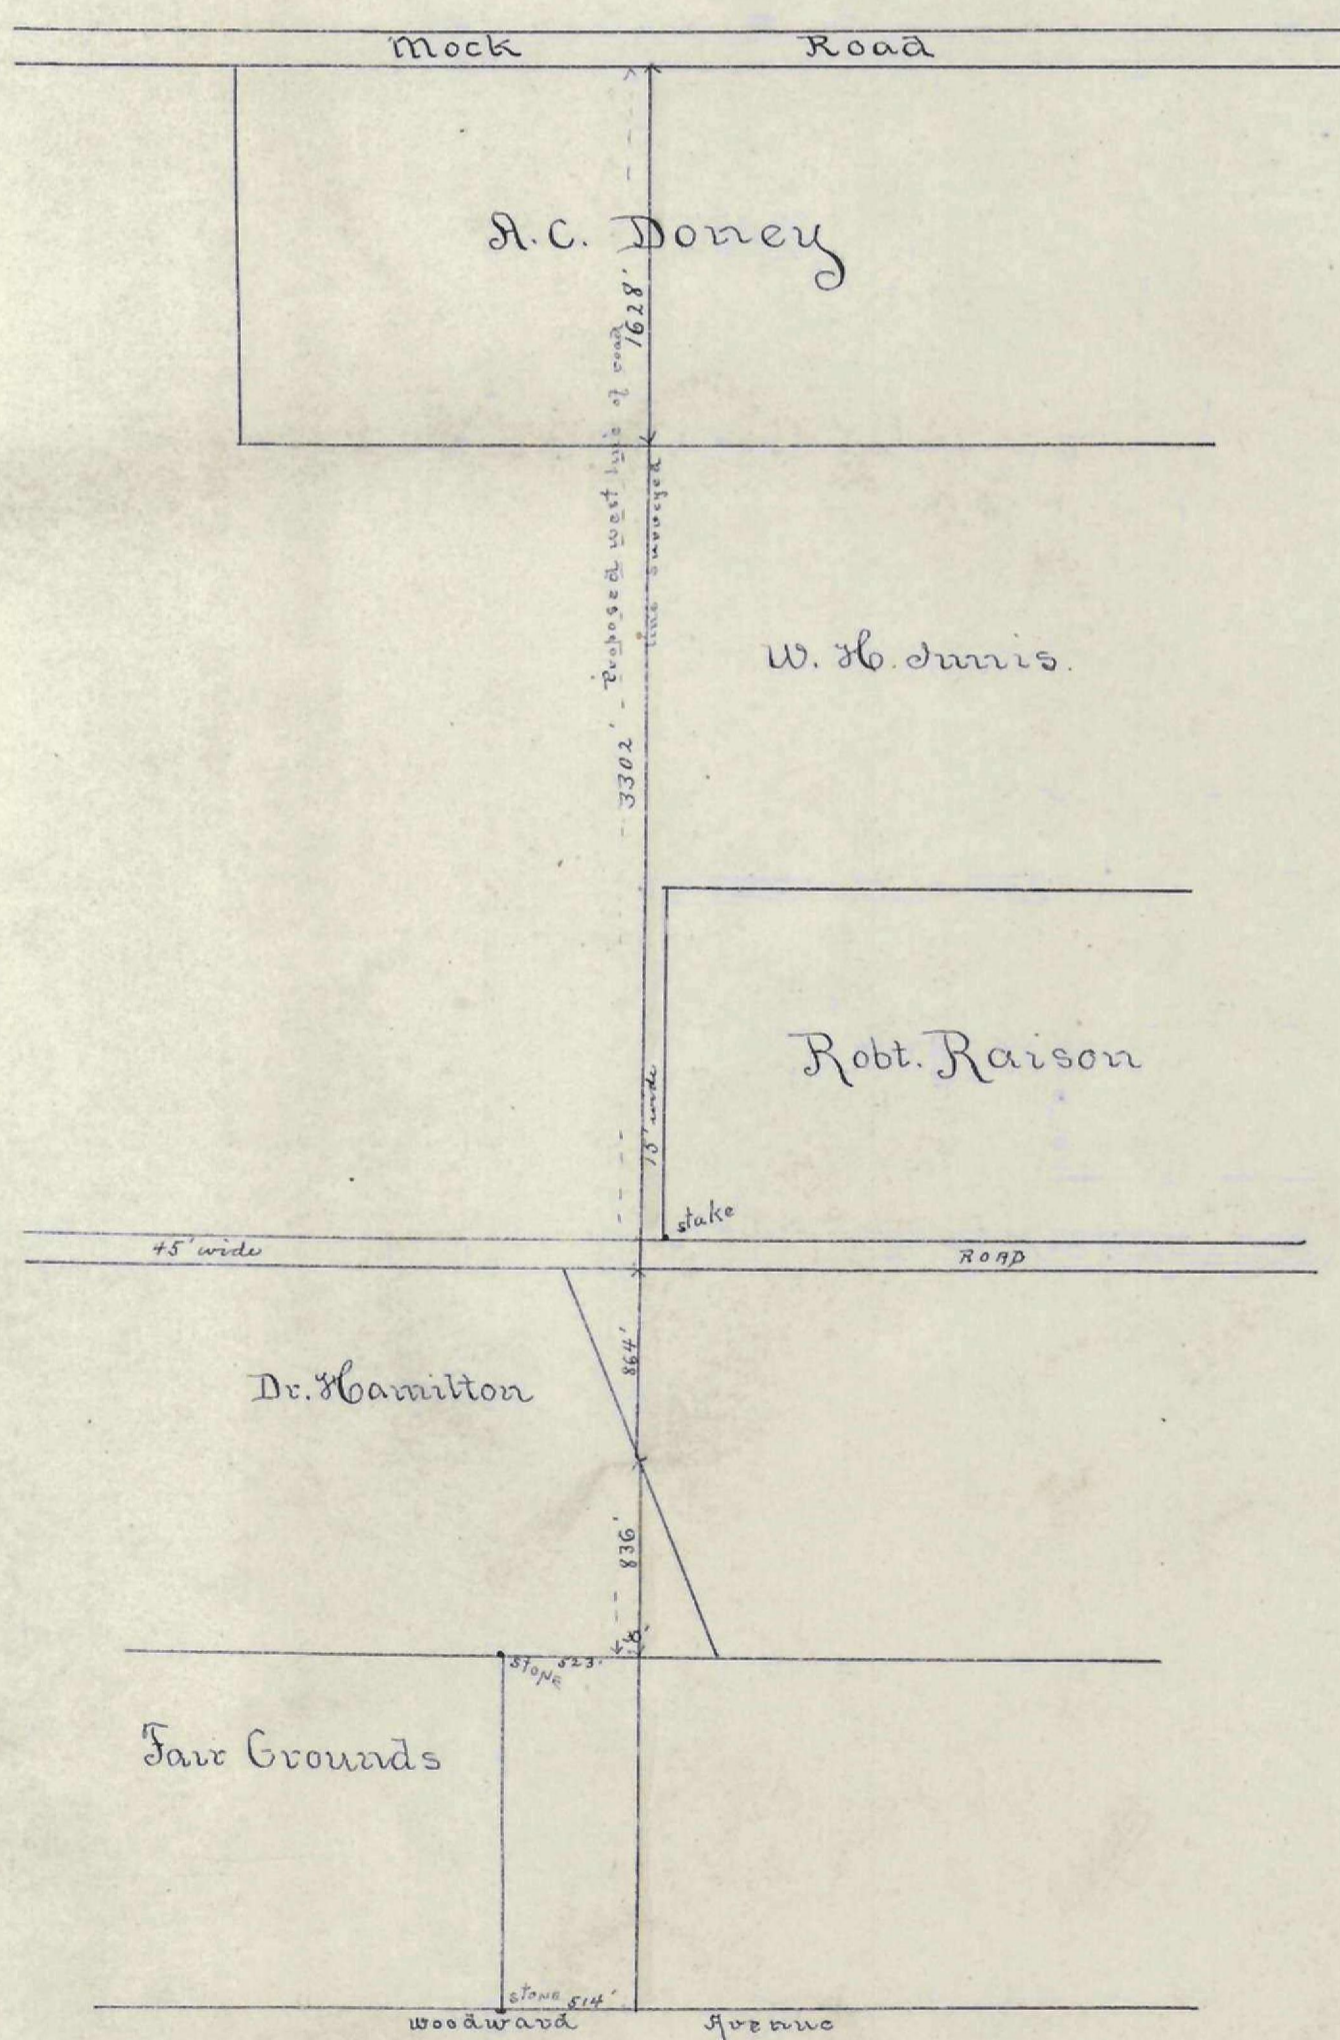 Mock Road
A.C. Doney
1628'
Proposed west line of road
line surveyed
W. H. Innis.
3302'
Robt. Raison
15' wide
stake
45' wide
ROAD
864'
Dr. Hamilton
836'
8'
STONE 523.
Fair Grounds
STONE 514'
Woodward Avenue